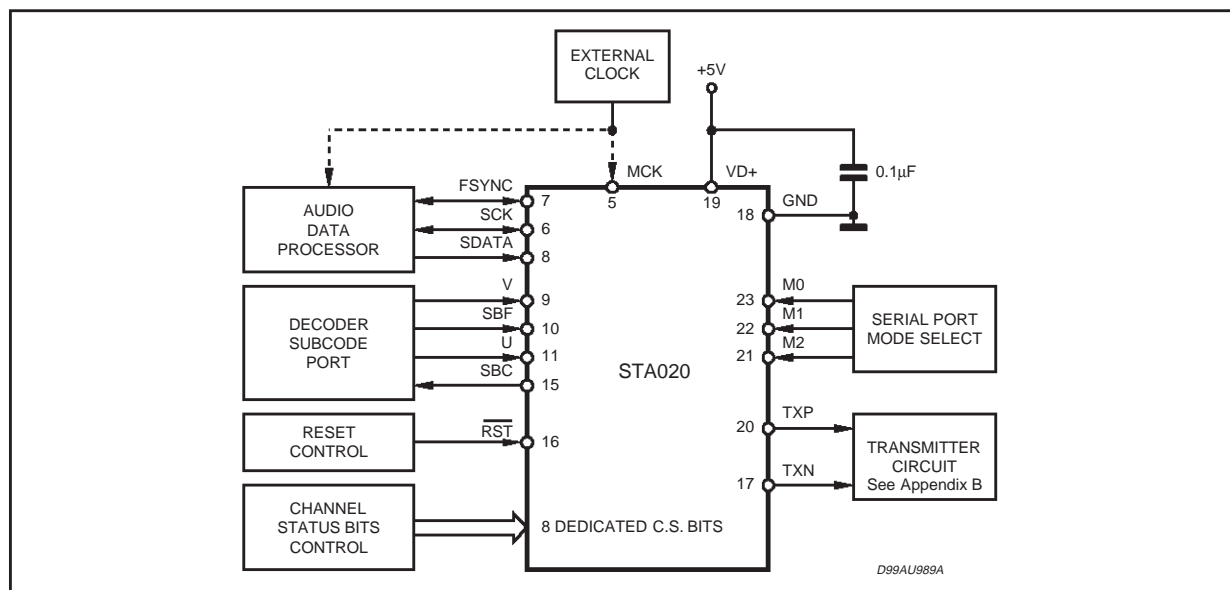 EXTERNAL
CLOCK
+5V
0.1μF
MCK
VD+
5
19
GND
18
AUDIO
DATA
PROCESSOR
FSYNC
7
SCK
6
SDATA
8
DECODER
SUBCODE
PORT
V
9
SBF
10
U
11
SBC
15
STA020
M0
23
M1
22
M2
21
SERIAL PORT
MODE SELECT
RESET
CONTROL
RST
16
TXP
20
TXN
17
TRANSMITTER
CIRCUIT
See Appendix B
CHANNEL
STATUS BITS
CONTROL
8 DEDICATED C.S. BITS
D99AU989A